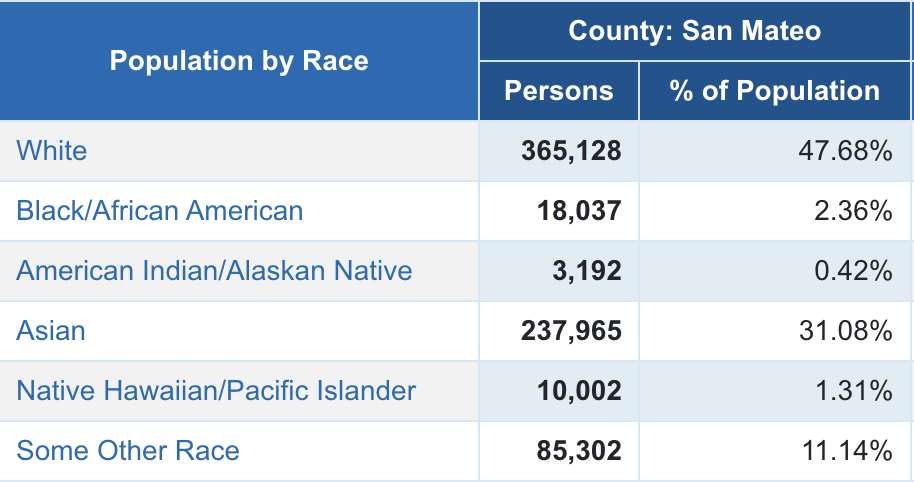 Population by Race
County: San Mateo
Persons % of Population
White 365,128 47.68%
Black/African American 18,037 2.36%
American Indian/Alaskan Native 3,192 0.42%
Asian 237,965 31.08%
Native Hawaiian/Pacific Islander 10,002 1.31%
Some Other Race 85,302 11.14%